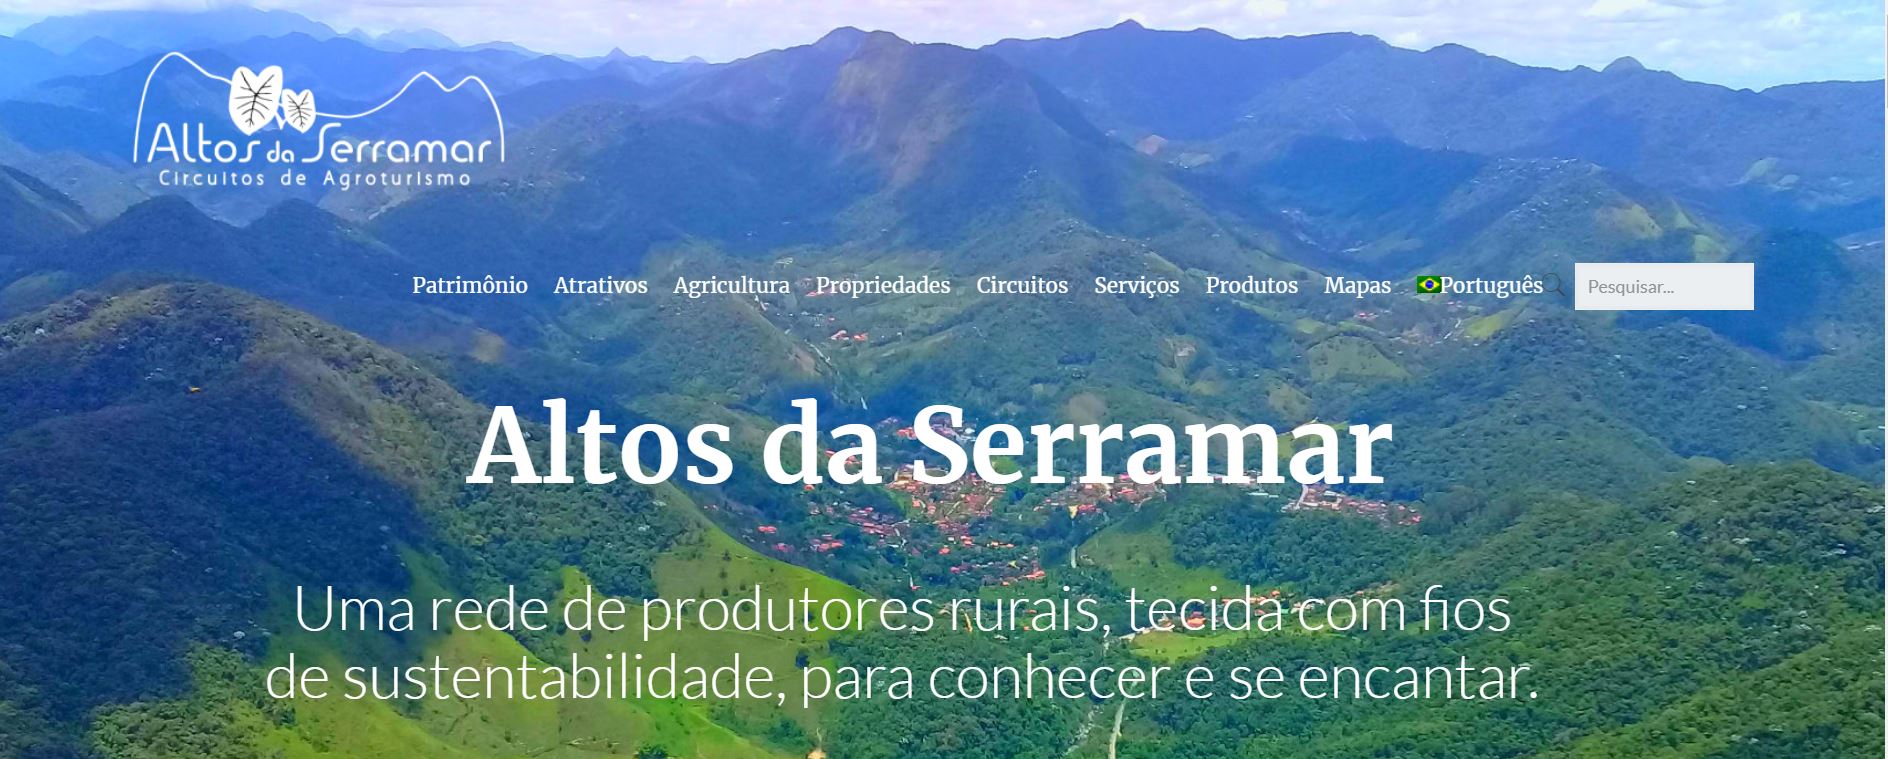 Altos da Serramar
Circuitos de Agroturismo
Patrimônio Atrativos Agricultura Propriedades Circuitos Serviços Produtos Mapas Português Pesquisar...
Altos da Serramar
Uma rede de produtores rurais, tecida com fios
de sustentabilidade, para conhecer e se encantar.